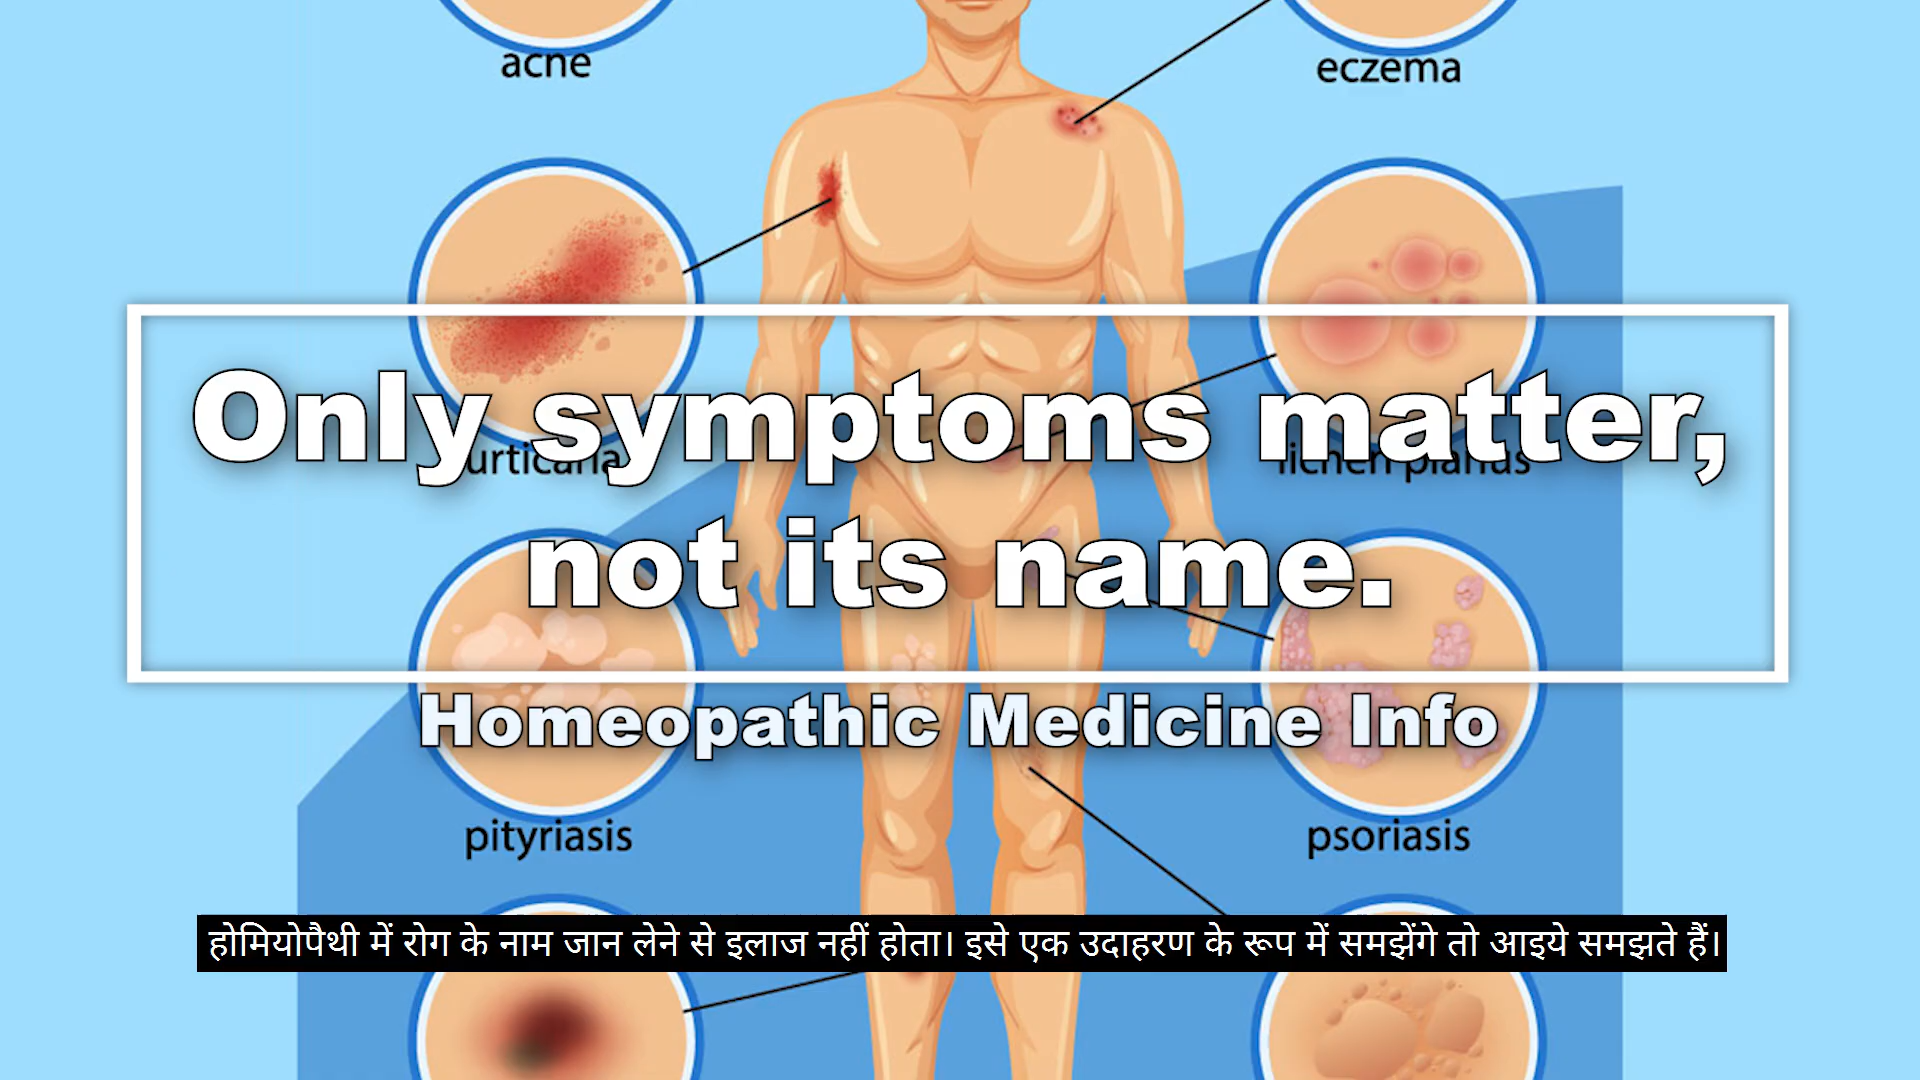 acne
eczema
Only symptoms matter,
urticaria
lichen planus
not its name.
Homeopathic Medicine Info
pityriasis
psoriasis
होमियोपैथी में रोग के नाम जान लेने से इलाज नहीं होता। इसे एक उदाहरण के रूप में समझेंगे तो आइये समझते हैं।